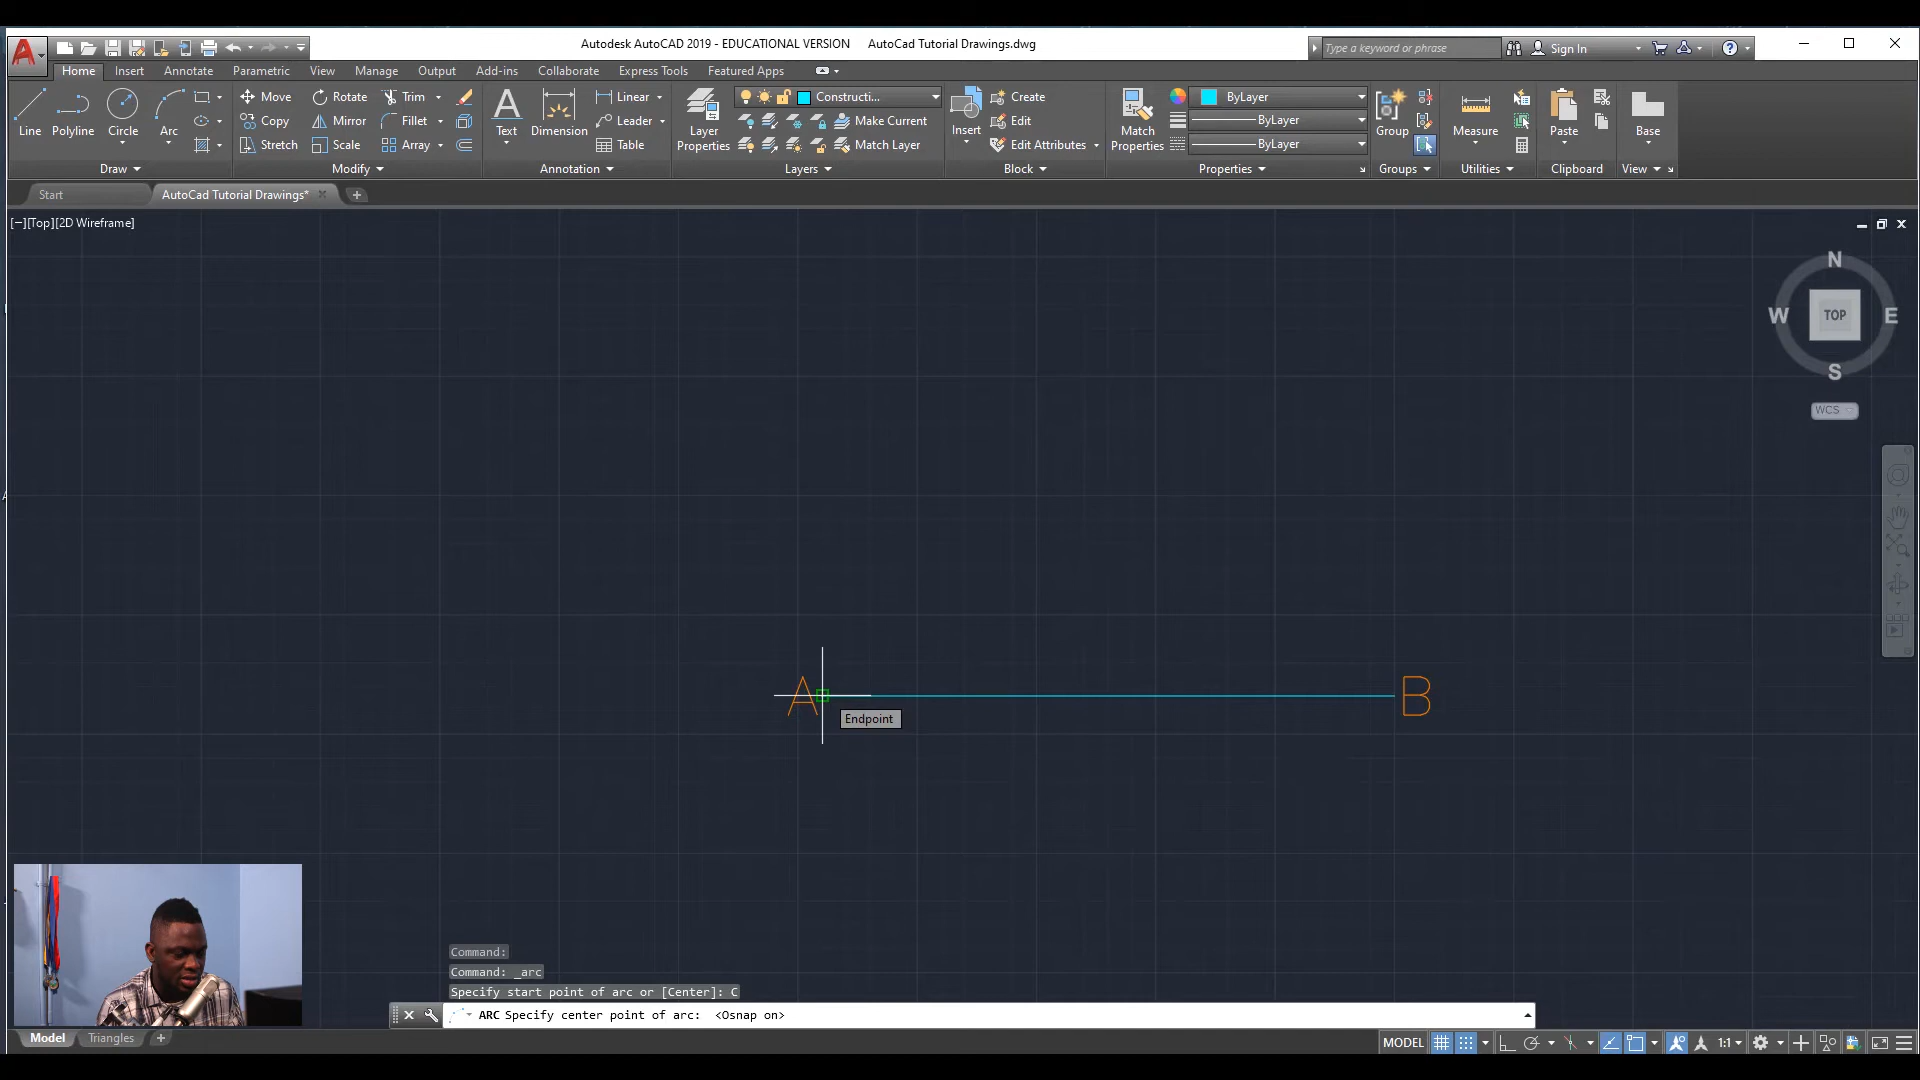 Autodesk AutoCAD 2019 - EDUCATIONAL VERSION AutoCad Tutorial Drawings.dwg
Type a keyword or phrase
Sign In
Home Insert Annotate Parametric View Manage Output Add-ins Collaborate Express Tools Featured Apps
Line Polyline Circle Arc
Move Rotate Trim
Copy Mirror Fillet
Stretch Scale Array
Text Dimension
Linear
Leader
Table
Layer Properties
Constructi...
Make Current
Match Layer
Insert
Create
Edit
Edit Attributes
Match Properties
ByLayer
ByLayer
ByLayer
Group
Measure
Paste
Base
Draw Modify Annotation Layers Block Properties Groups Utilities Clipboard View
Start AutoCad Tutorial Drawings*
[−][Top][2D Wireframe]
N
W TOP E
S
WCS
A B
Endpoint
Command:
Command: _arc
Specify start point of arc or [Center]: C
ARC Specify center point of arc: <Osnap on>
Model Triangles
MODEL 1:1